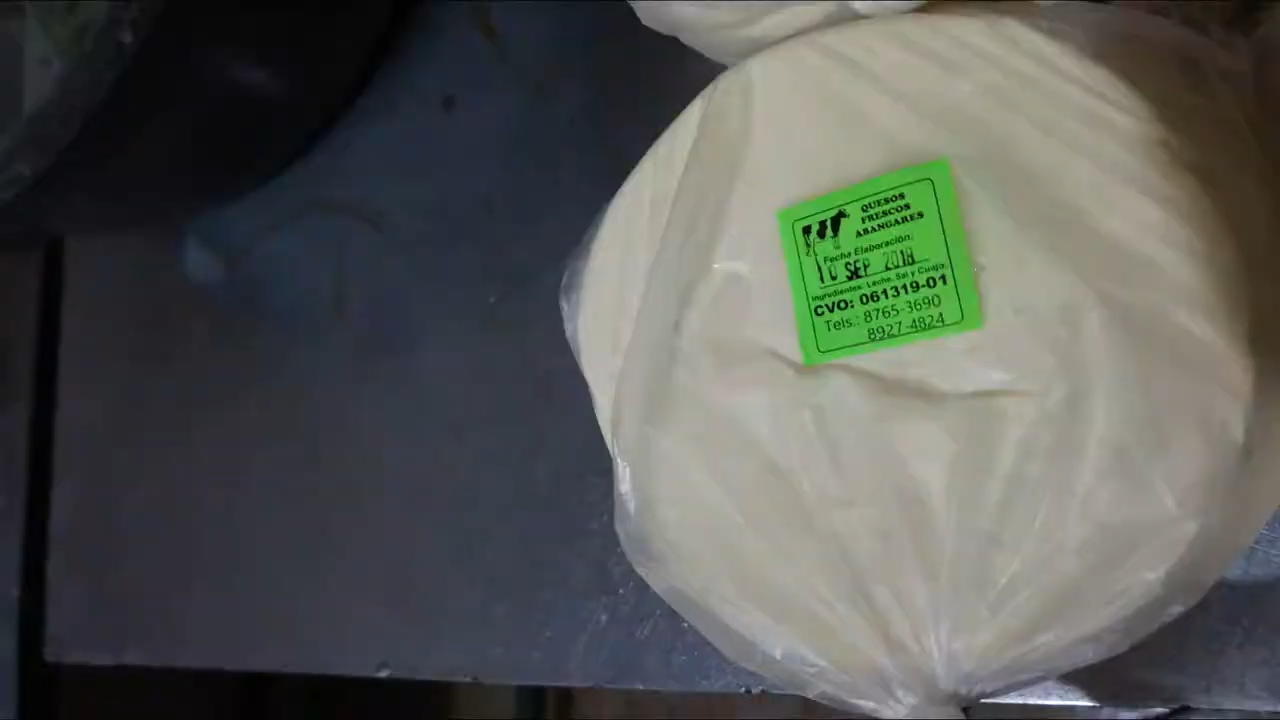 QUESOS
FRESCOS
ABANGARES
Fecha Elaboración:
10 SEP 2018
Ingredientes: Leche, Sal y Cuajo.
CVO: 061319-01
Tels.: 8765-3690
8927-4824